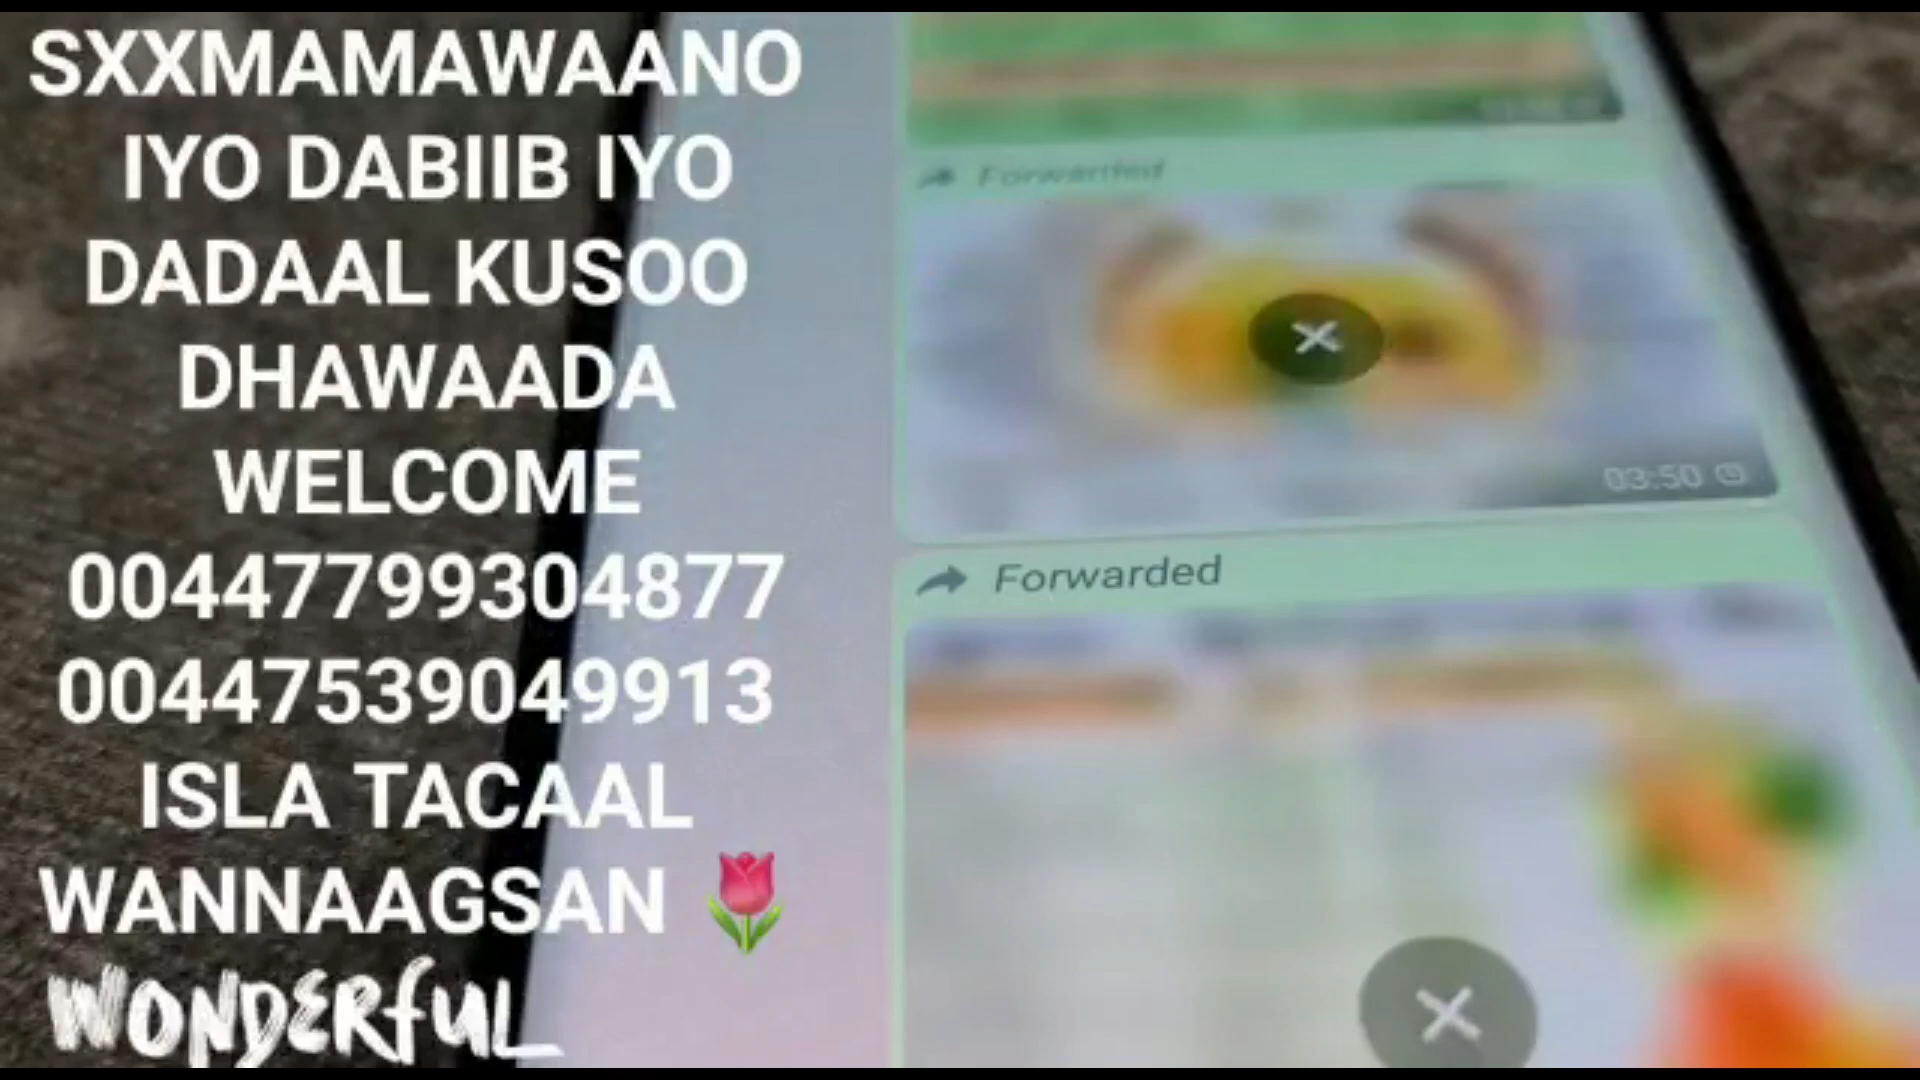 SXXMAMAWAANO
IYO DABIIB IYO
DADAAL KUSOO
DHAWAADA
WELCOME
00447799304877
00447539049913
ISLA TACAAL
WANNAAGSAN 🌷
WONDERFUL
Forwarded
03:50
Forwarded